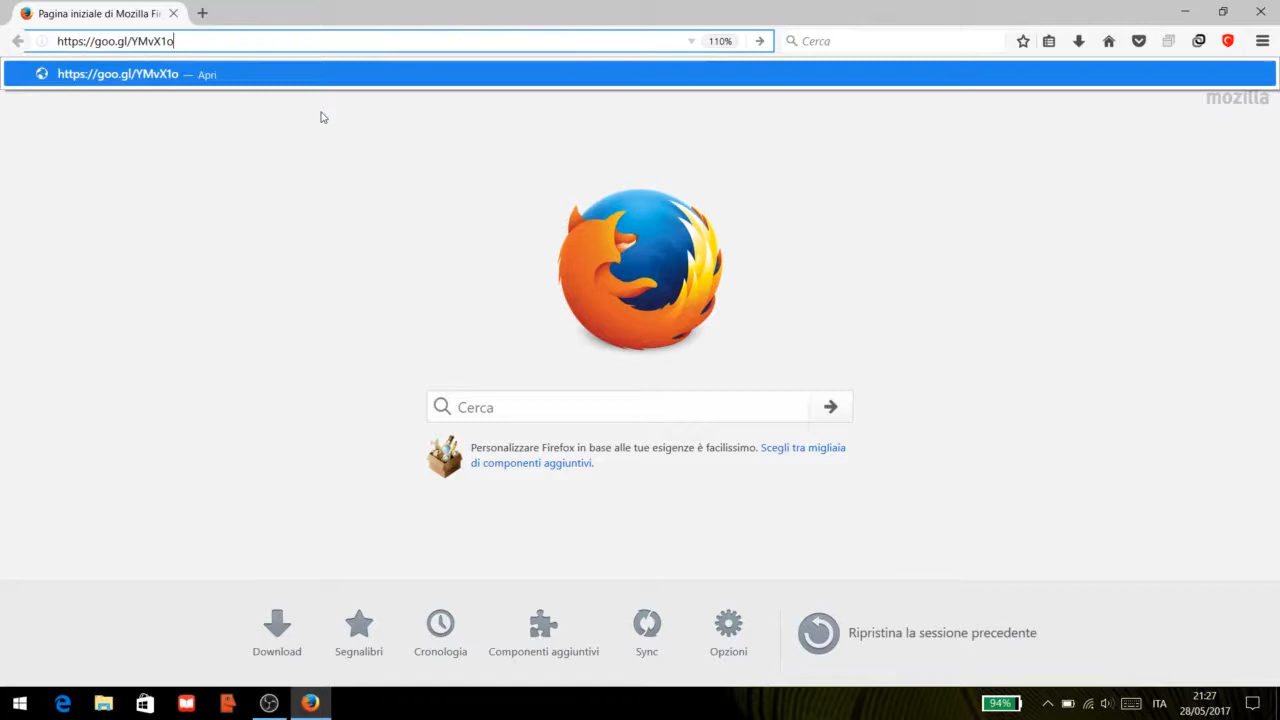 Pagina iniziale di Mozilla Fir
https://goo.gl/YMvX1o
110%
Cerca
https://goo.gl/YMvX1o — Apri
mozilla
Cerca
Personalizzare Firefox in base alle tue esigenze è facilissimo. Scegli tra migliaia
di componenti aggiuntivi.
Download
Segnalibri
Cronologia
Componenti aggiuntivi
Sync
Opzioni
Ripristina la sessione precedente
94%
ITA
21:27
28/05/2017